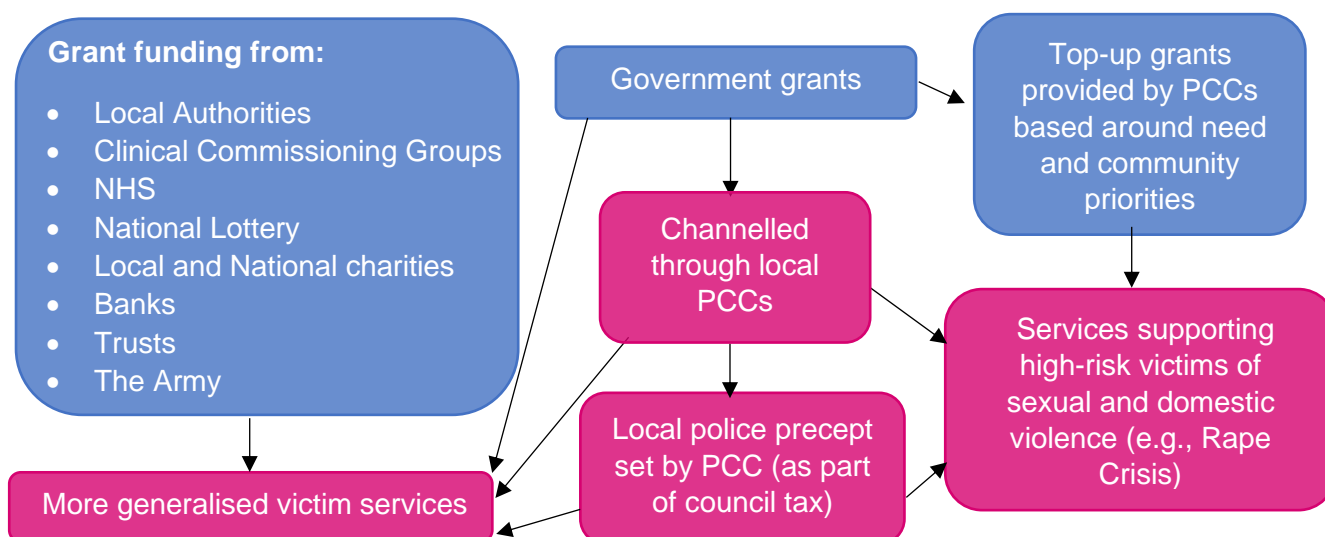 Grant funding from:
• Local Authorities
• Clinical Commissioning Groups
• NHS
• National Lottery
• Local and National charities
• Banks
• Trusts
• The Army
More generalised victim services
Government grants
Channelled
through local
PCCs
Local police precept
set by PCC (as part
of council tax)
Top-up grants
provided by PCCs
based around need
and community
priorities
Services supporting
high-risk victims of
sexual and domestic
violence (e.g., Rape
Crisis)